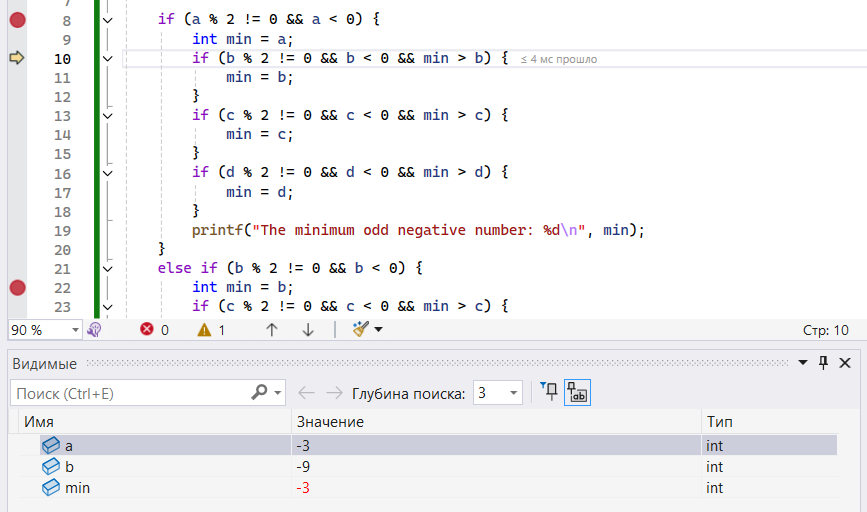 7
8 if (a % 2 != 0 && a < 0) {
9 int min = a;
10 if (b % 2 != 0 && b < 0 && min > b) { ≤ 4 мс прошло
11 min = b;
12 }
13 if (c % 2 != 0 && c < 0 && min > c) {
14 min = c;
15 }
16 if (d % 2 != 0 && d < 0 && min > d) {
17 min = d;
18 }
19 printf("The minimum odd negative number: %d\n", min);
20 }
21 else if (b % 2 != 0 && b < 0) {
22 int min = b;
23 if (c % 2 != 0 && c < 0 && min > c) {
90 % 0 1 Стр: 10
Видимые
Поиск (Ctrl+E) Глубина поиска: 3 ab
Имя Значение Тип
a -3 int
b -9 int
min -3 int